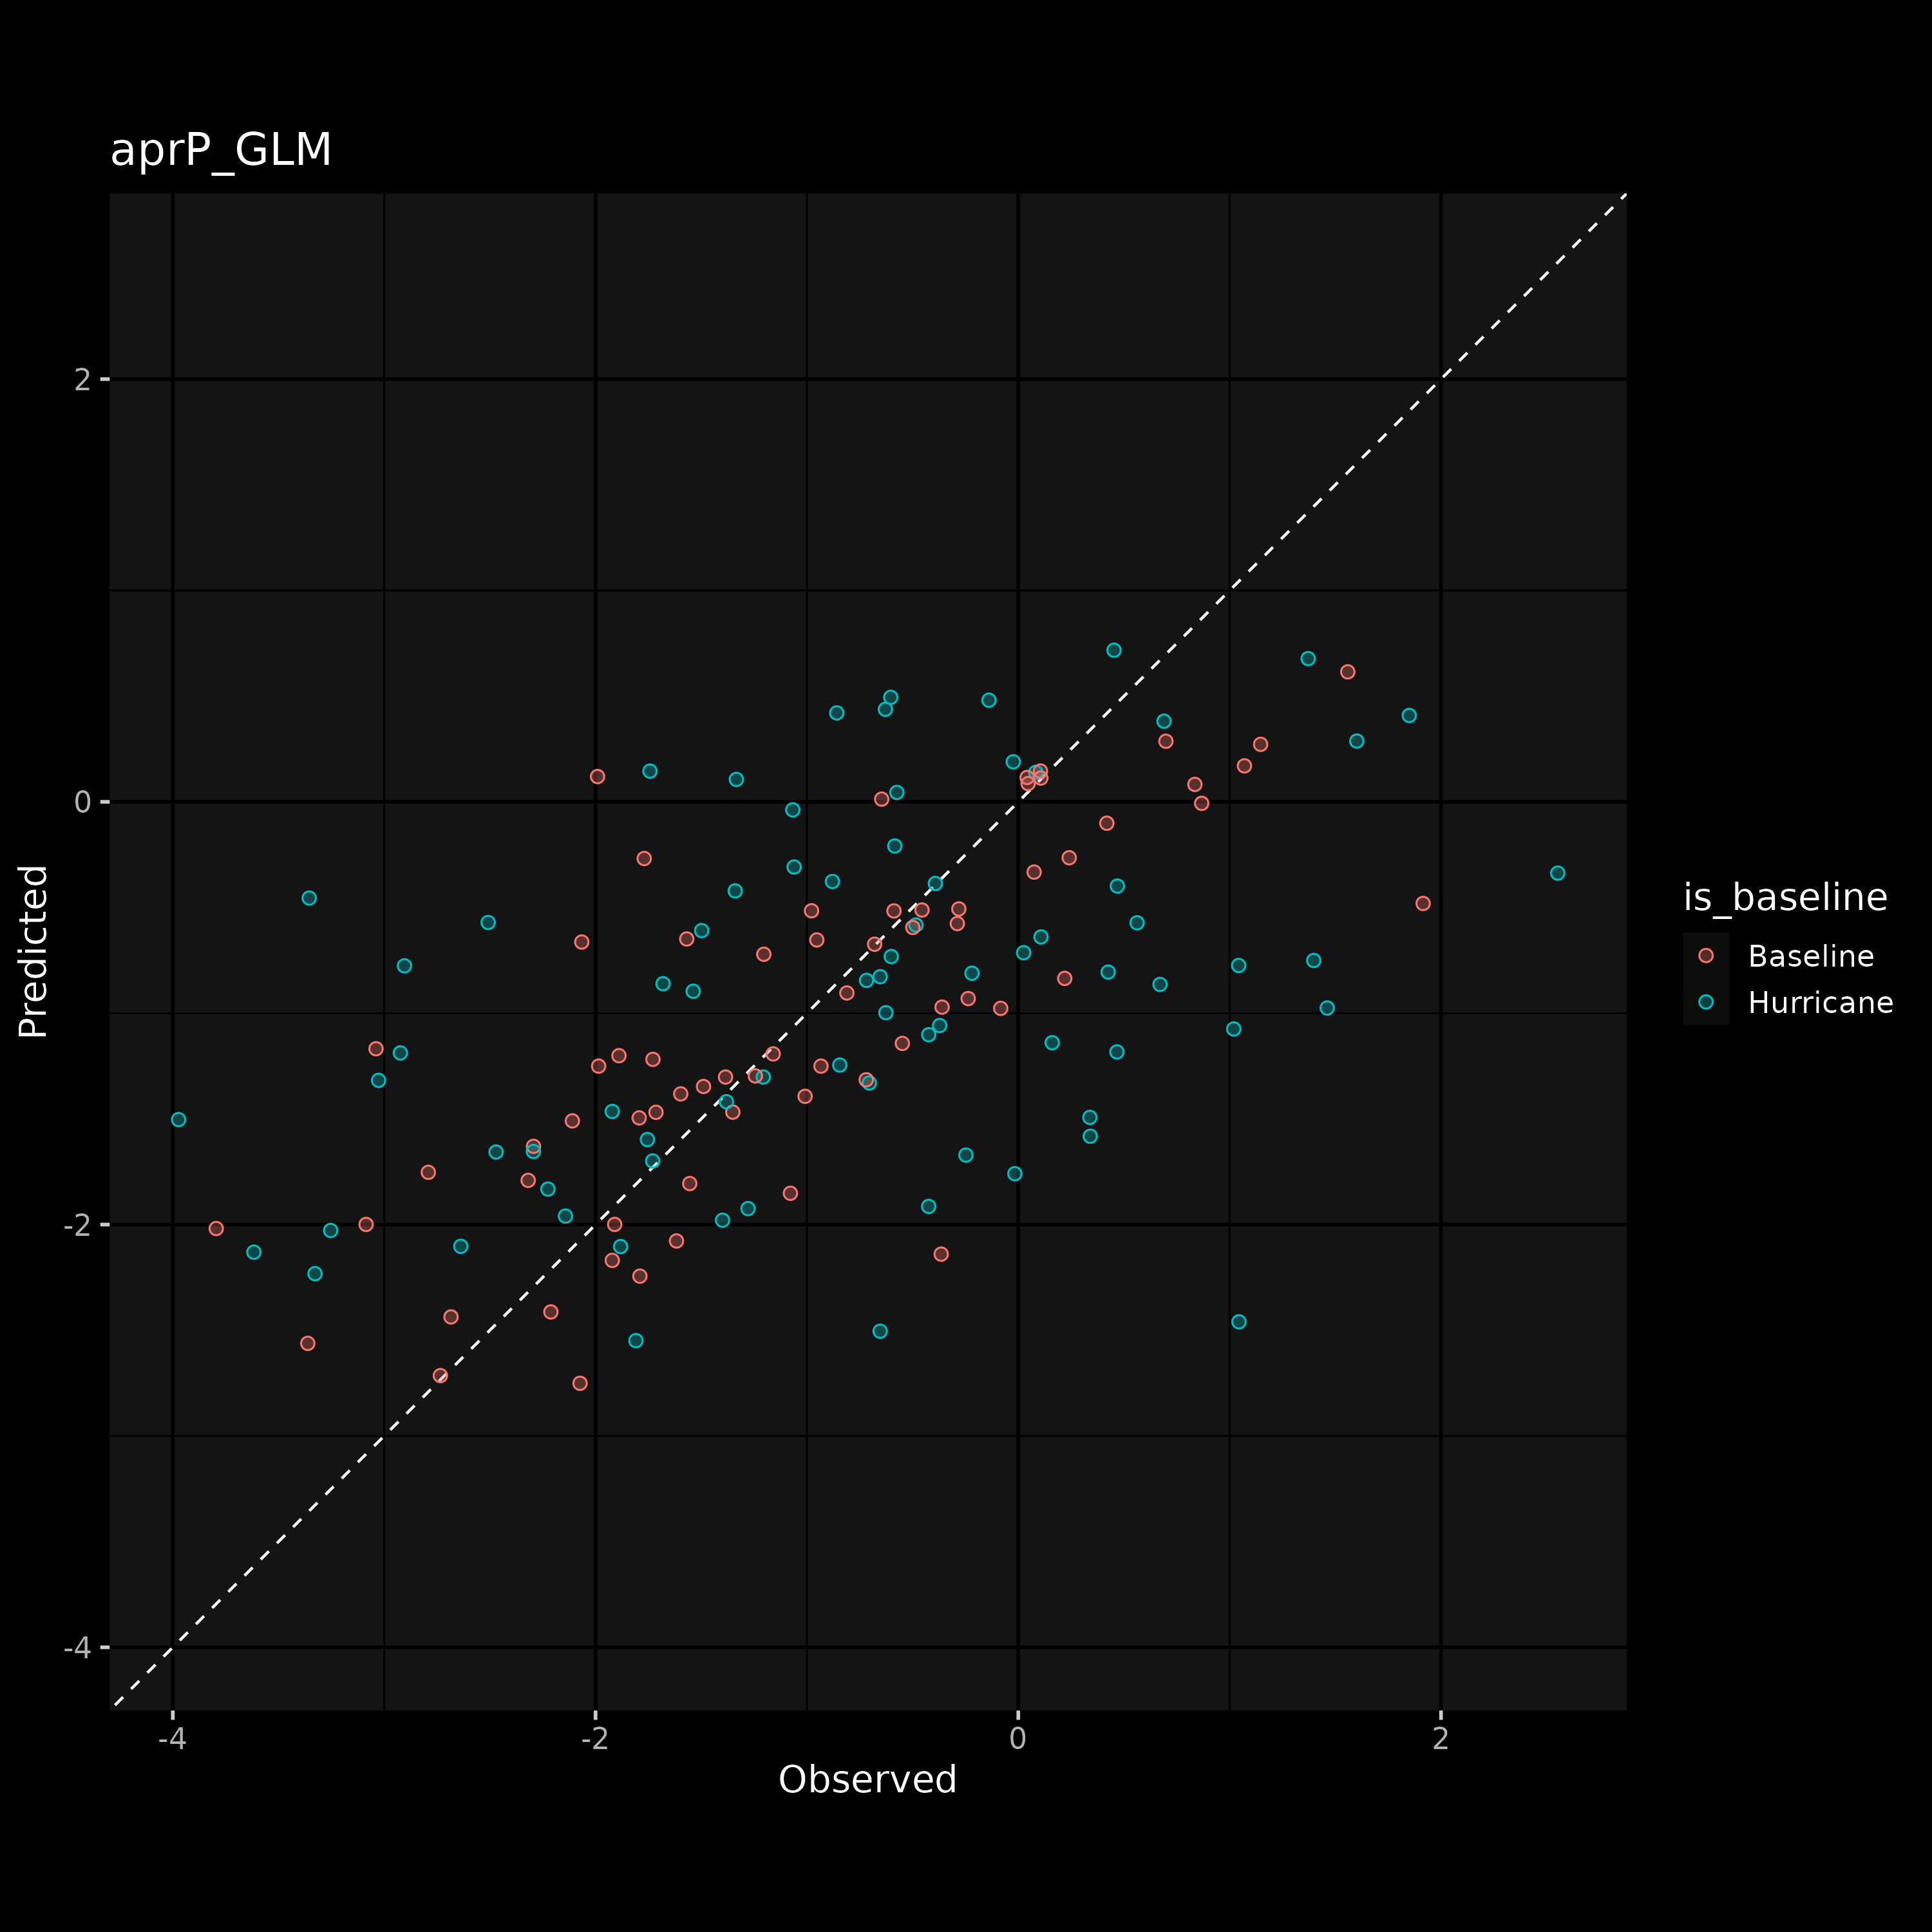 aprP_GLM
2
0
-2
-4
Predicted
-4
-2
0
2
Observed
is_baseline
Baseline
Hurricane